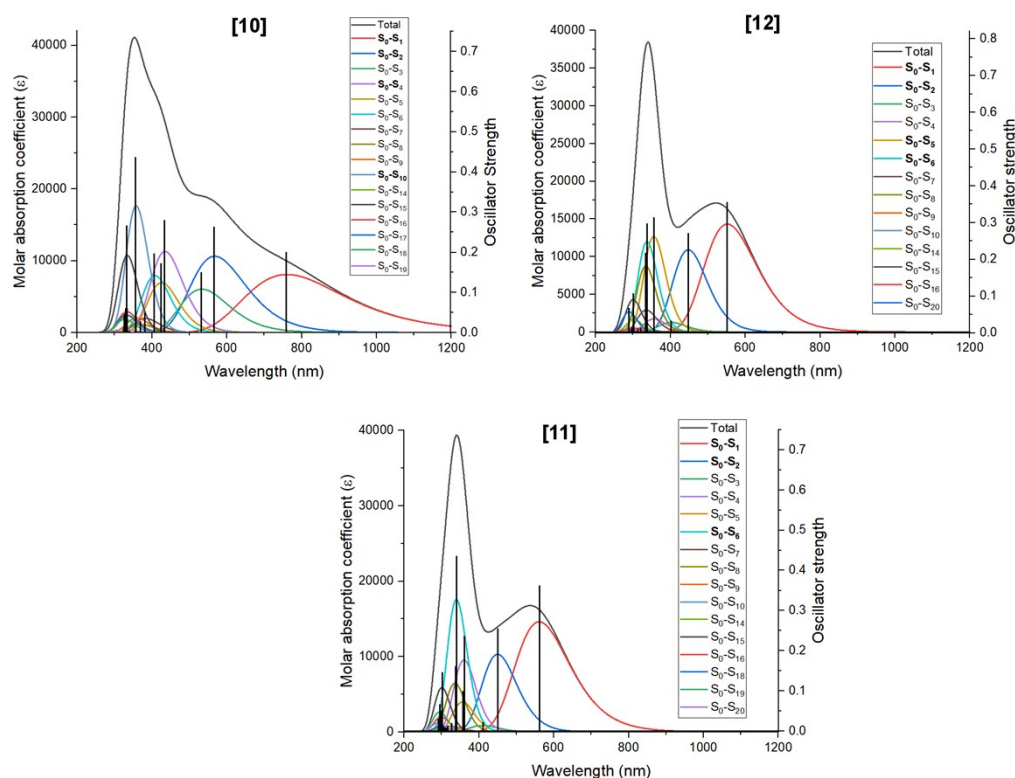 [10]
Molar absorption coefficient (ε)
40000
30000
20000
10000
0
200
400
600
800
1000
1200
Wavelength (nm)
0.7
0.6
0.5
0.4
0.3
0.2
0.1
0.0
Oscillator Strength
Total
S0-S1
S0-S2
S0-S3
S0-S4
S0-S5
S0-S6
S0-S7
S0-S8
S0-S9
S0-S10
S0-S14
S0-S15
S0-S16
S0-S17
S0-S18
S0-S19
[12]
Molar absorption coefficient (ε)
40000
35000
30000
25000
20000
15000
10000
5000
0
200
400
600
800
1000
1200
Wavelength (nm)
0.8
0.7
0.6
0.5
0.4
0.3
0.2
0.1
0.0
Oscillator strength
Total
S0-S1
S0-S2
S0-S3
S0-S4
S0-S5
S0-S6
S0-S7
S0-S8
S0-S9
S0-S10
S0-S14
S0-S15
S0-S16
S0-S20
[11]
Molar absorption coefficient (ε)
40000
30000
20000
10000
0
200
400
600
800
1000
1200
Wavelength (nm)
0.7
0.6
0.5
0.4
0.3
0.2
0.1
0.0
Oscillator strength
Total
S0-S1
S0-S2
S0-S3
S0-S4
S0-S5
S0-S6
S0-S7
S0-S8
S0-S9
S0-S10
S0-S14
S0-S15
S0-S16
S0-S18
S0-S19
S0-S20